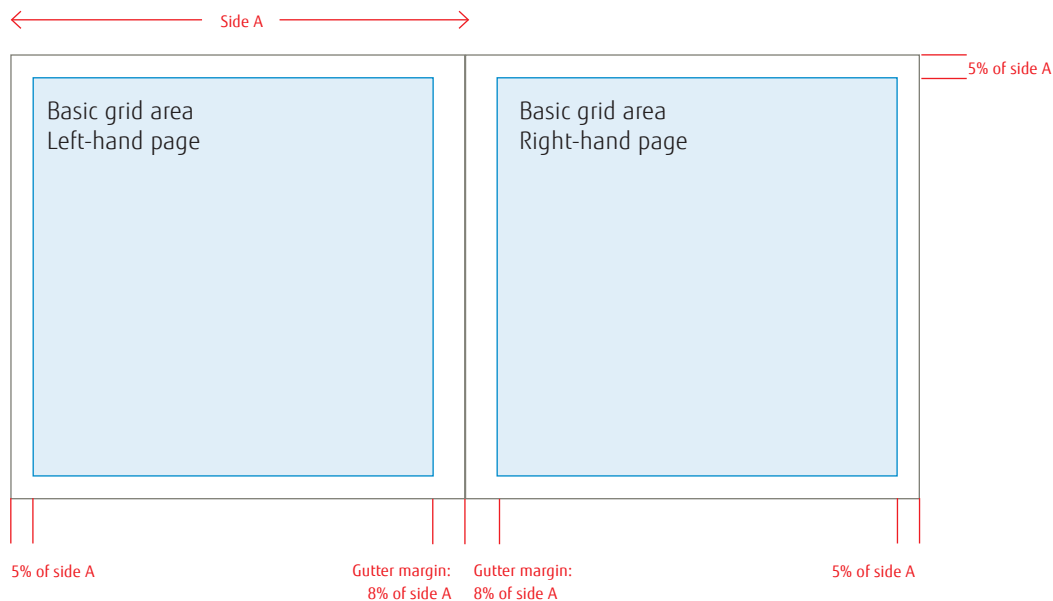 Side A
5% of side A
Basic grid area
Left-hand page
Basic grid area
Right-hand page
5% of side A
Gutter margin:
8% of side A
Gutter margin:
8% of side A
5% of side A